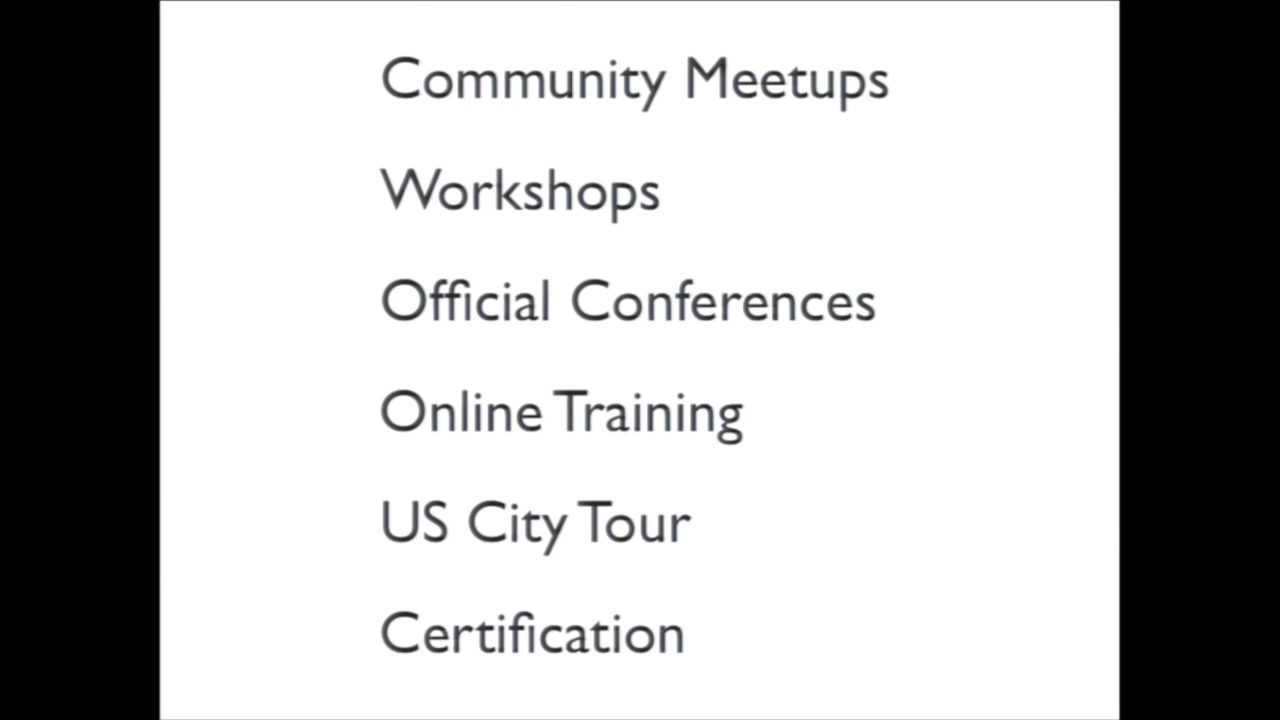 Community Meetups
Workshops
Official Conferences
Online Training
US City Tour
Certification